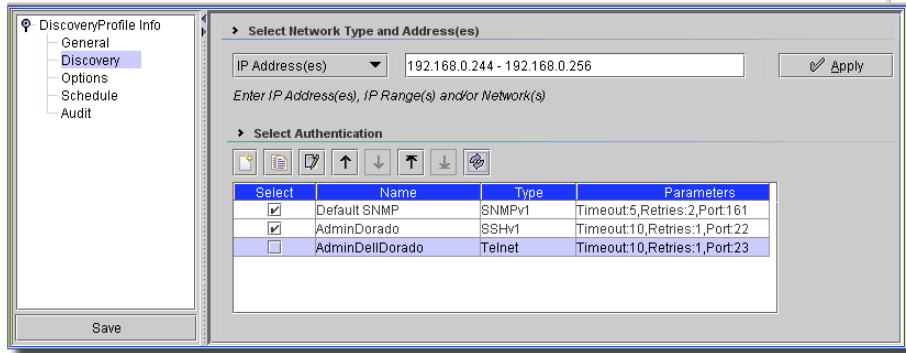 DiscoveryProfile Info
General
Discovery
Options
Schedule
Audit
Save
Select Network Type and Address(es)
IP Address(es) 192.168.0.244 - 192.168.0.256 Apply
Enter IP Address(es), IP Range(s) and/or Network(s)
Select Authentication
Select Name Type Parameters
Default SNMP SNMPv1 Timeout:5,Retries:2,Port:161
AdminDorado SSHv1 Timeout:10,Retries:1,Port:22
AdminDellDorado Telnet Timeout:10,Retries:1,Port:23